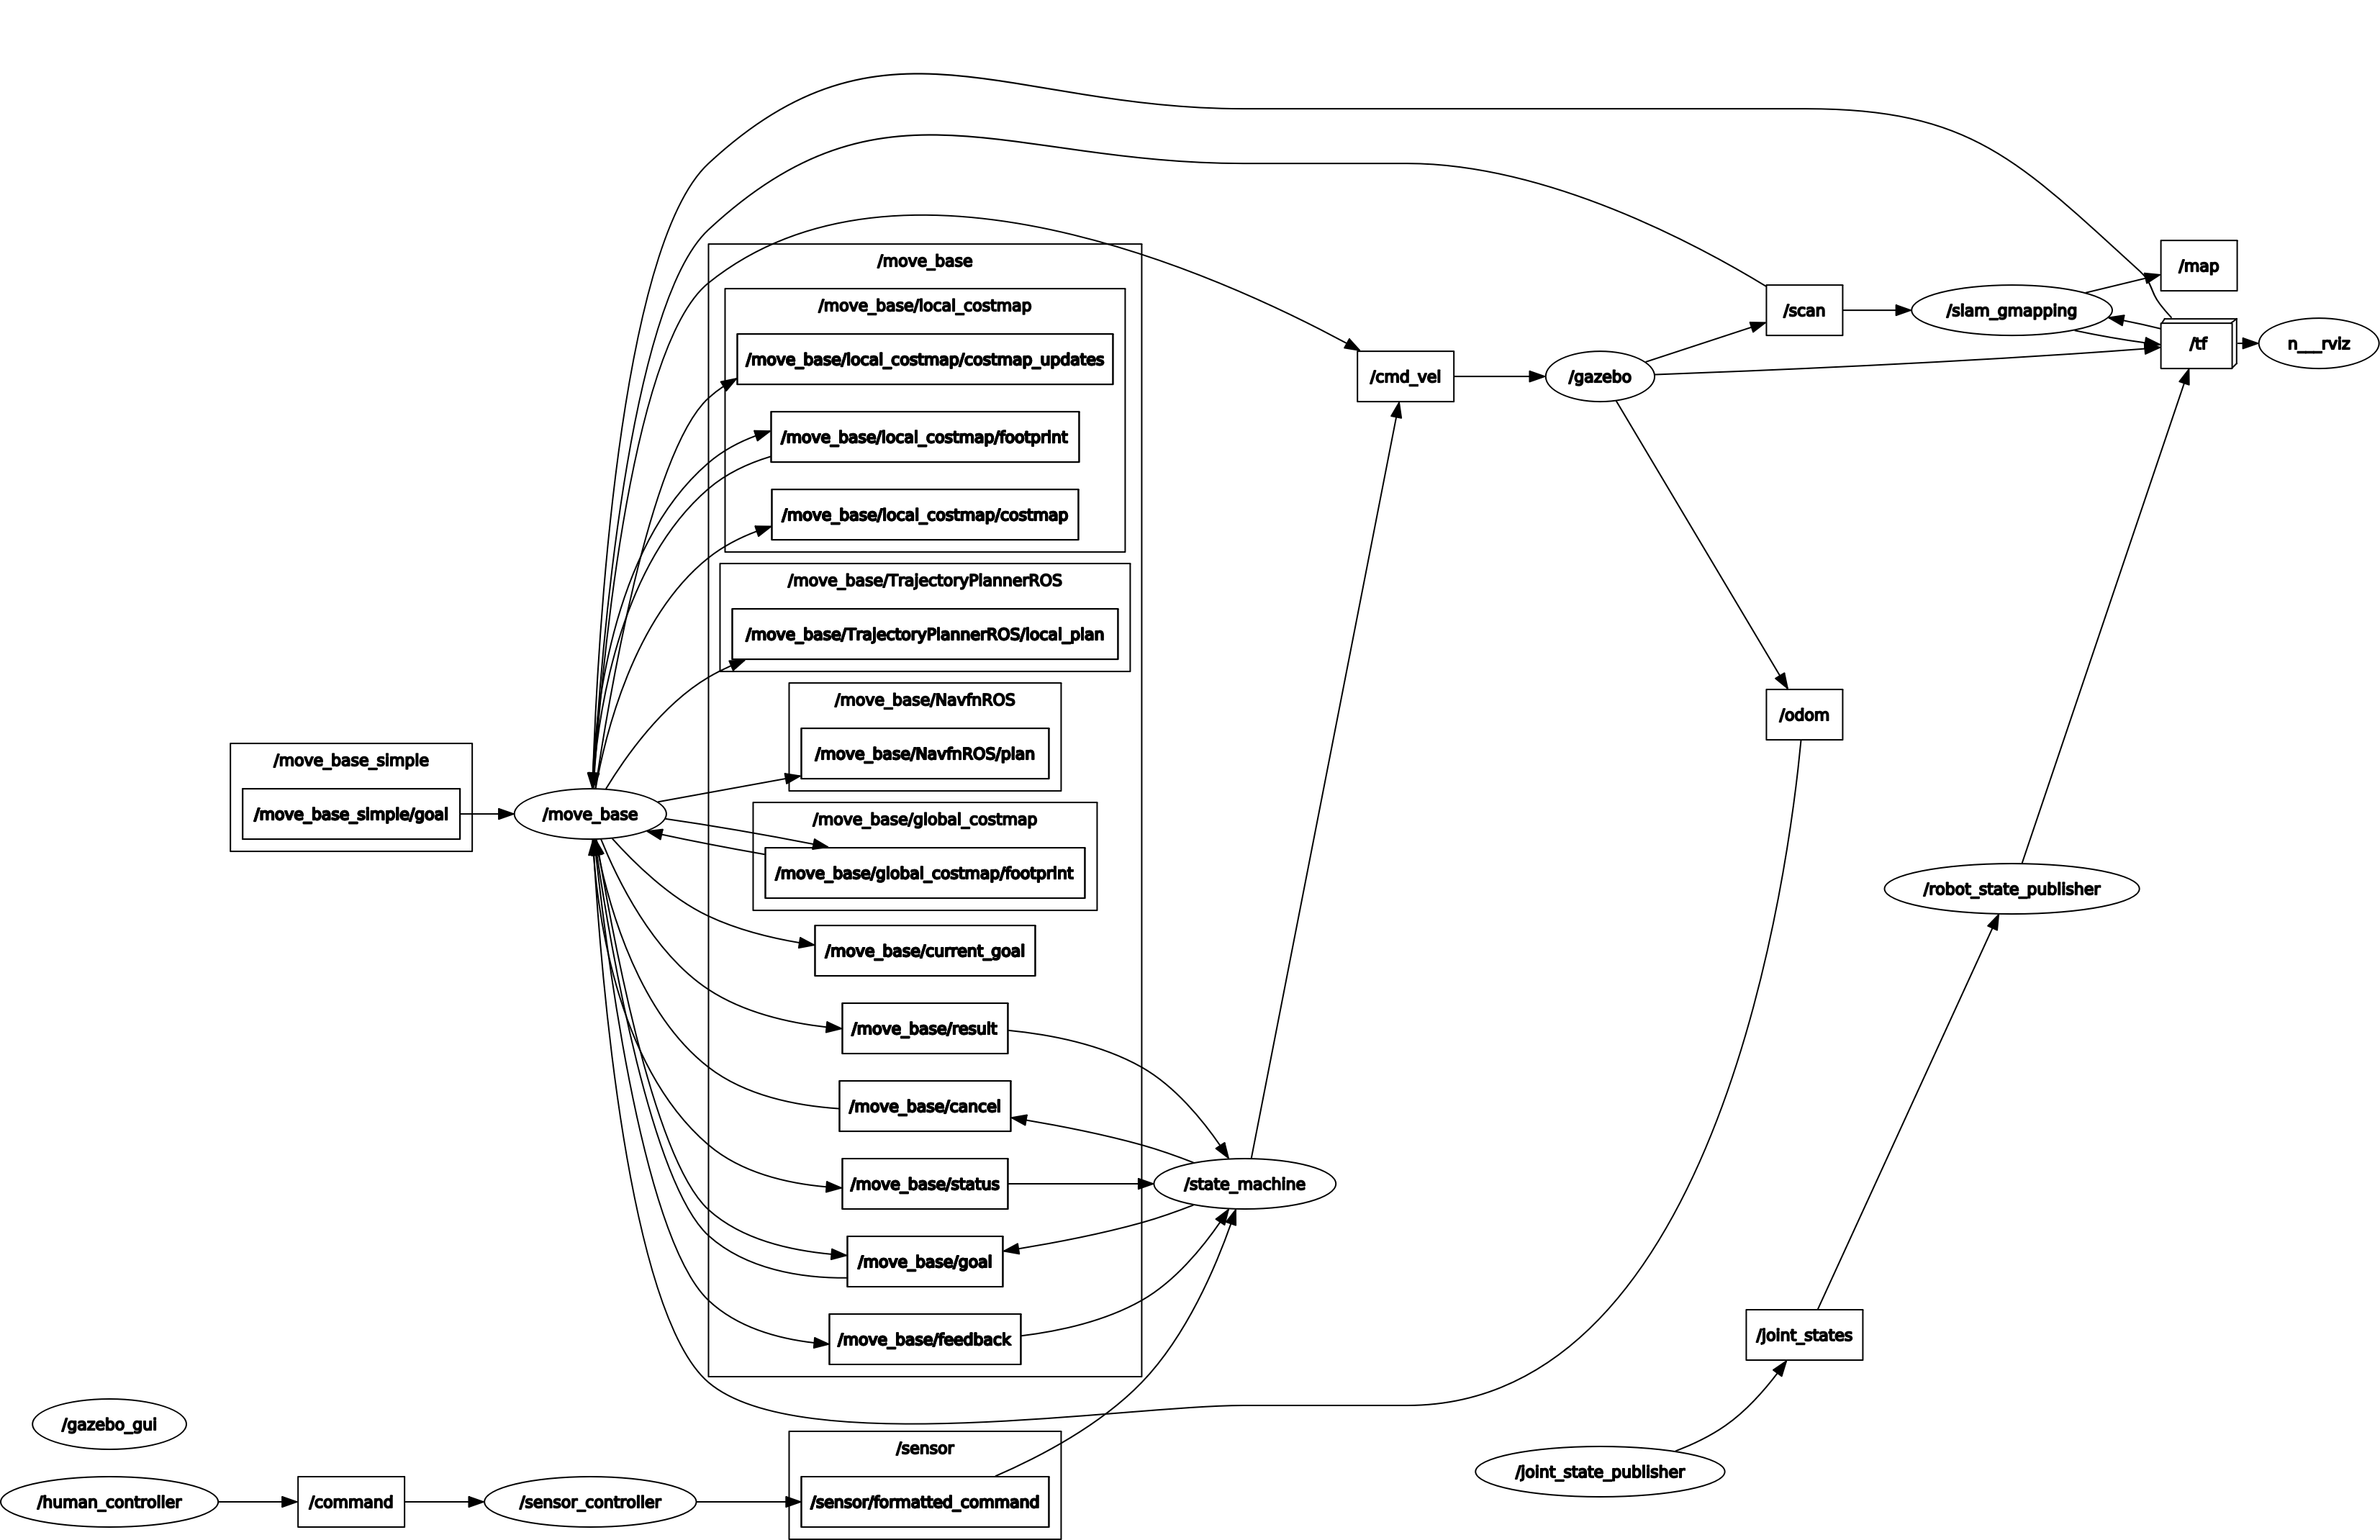 /move_base
/move_base/local_costmap
/move_base/local_costmap/costmap_updates
/move_base/local_costmap/footprint
/move_base/local_costmap/costmap
/move_base/TrajectoryPlannerROS
/move_base/TrajectoryPlannerROS/local_plan
/move_base/NavfnROS
/move_base/NavfnROS/plan
/move_base/global_costmap
/move_base/global_costmap/footprint
/move_base/current_goal
/move_base/result
/move_base/cancel
/move_base/status
/move_base/goal
/move_base/feedback
/move_base_simple
/move_base_simple/goal
/move_base
/state_machine
/cmd_vel
/gazebo
/scan
/slam_gmapping
/map
/tf
n___rviz
/odom
/robot_state_publisher
/joint_states
/joint_state_publisher
/gazebo_gui
/human_controller
/command
/sensor_controller
/sensor
/sensor/formatted_command